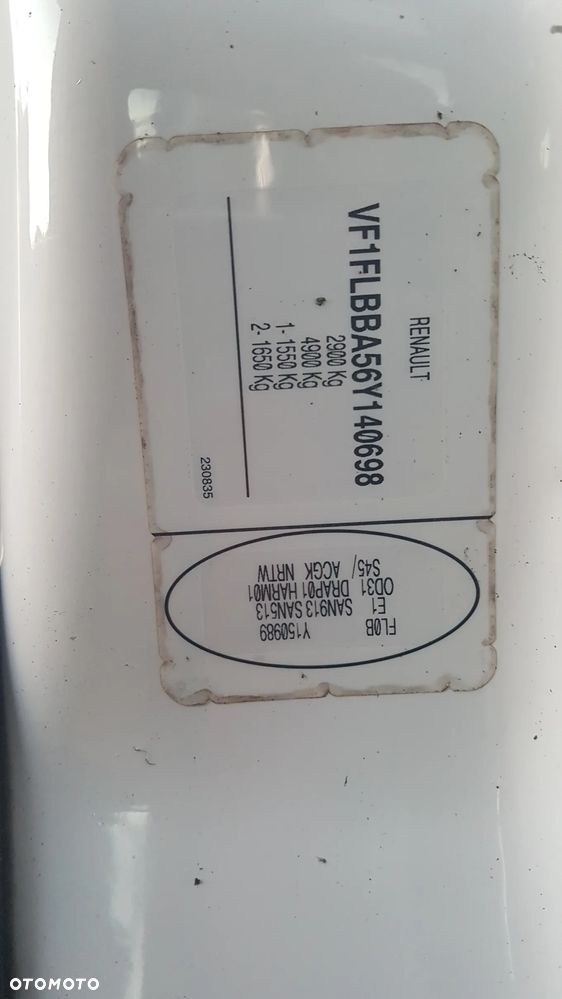 RENAULT
VF1FLBBA56Y140698
2900 Kg
4900 Kg
1- 1550 Kg
2- 1650 Kg
230835
FL0B Y150989
E1 SAN913 SAN513
OD31 DRAP01 HARM01
S45/ ACGK NRTW
OTOMOTO